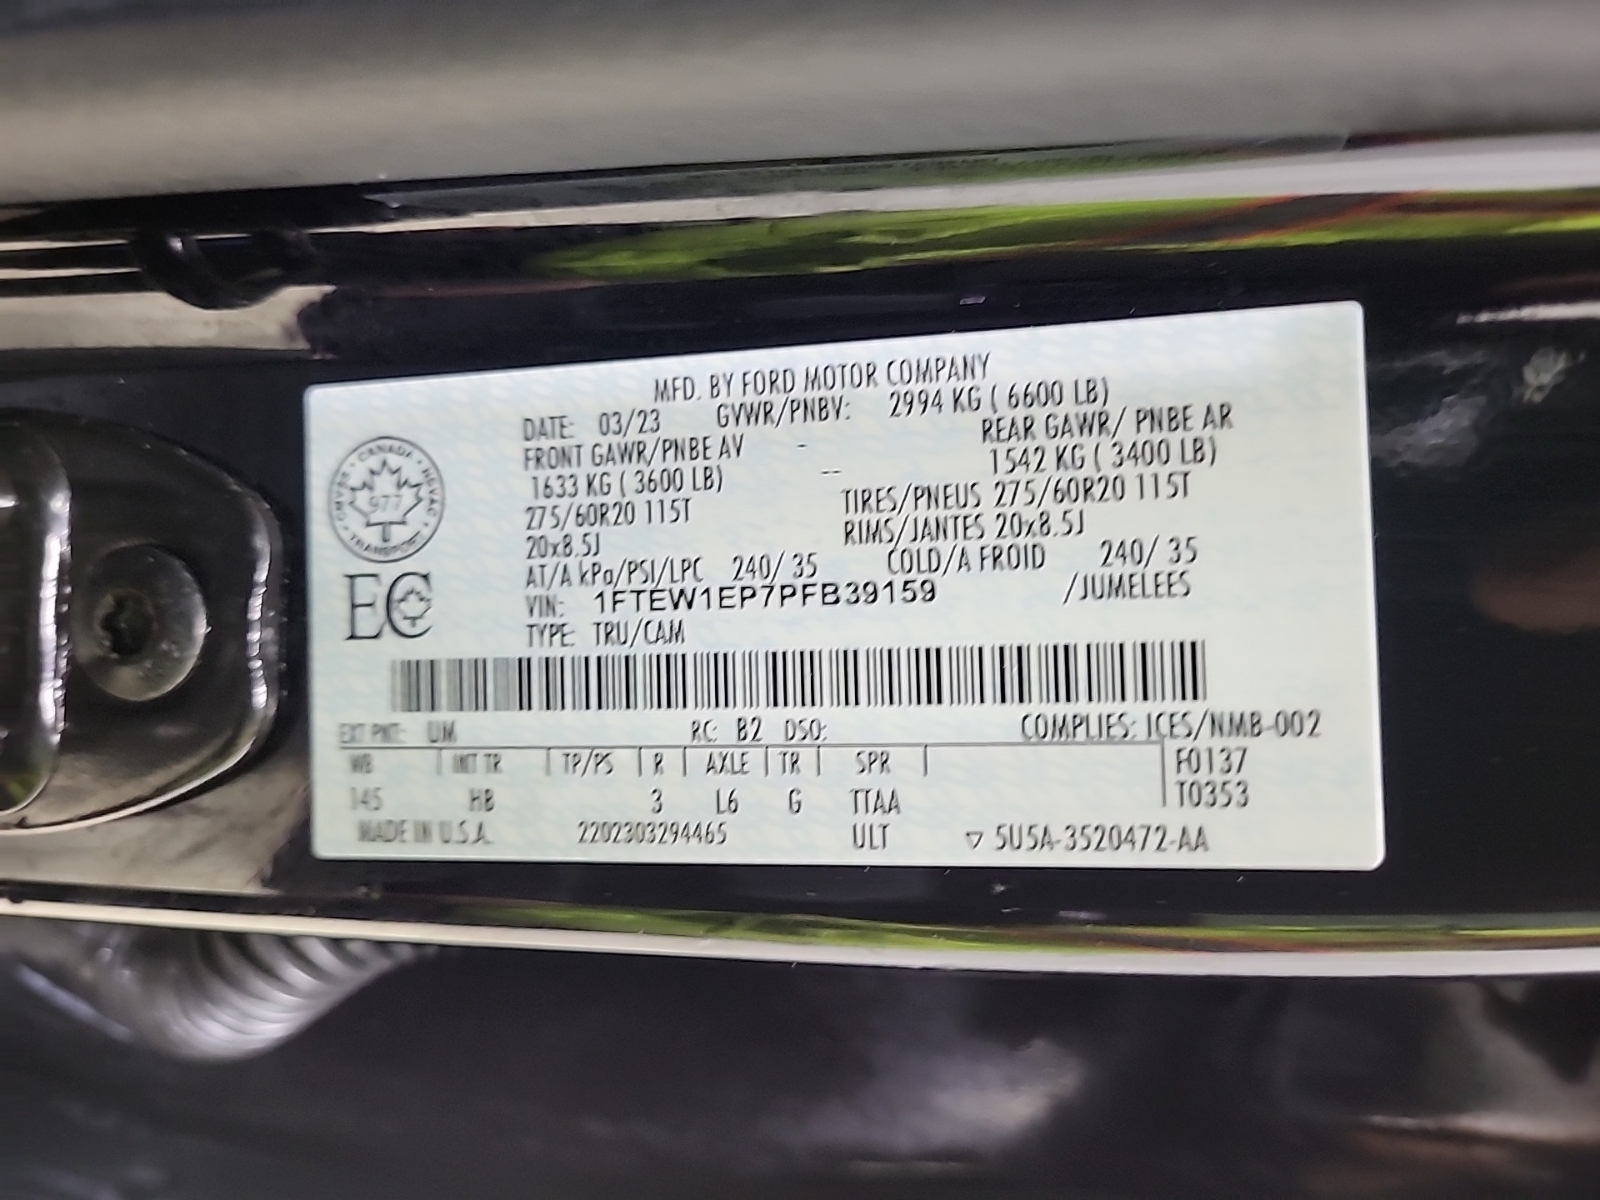 MFD. BY FORD MOTOR COMPANY
DATE: 03/23 GVWR/PNBV: 2994 KG ( 6600 LB)
FRONT GAWR/PNBE AV - REAR GAWR/ PNBE AR
1633 KG ( 3600 LB) -- 1542 KG ( 3400 LB)
275/60R20 115T TIRES/PNEUS 275/60R20 115T
20x8.5J RIMS/JANTES 20x8.5J
AT/A kPa/PSI/LPC 240/ 35 COLD/A FROID 240/ 35
VIN: 1FTEW1EP7PFB39159 /JUMELEES
TYPE: TRU/CAM
CANADA
CMVSS NSVAC
977
TRANSPORT
EC
EXT PNT: UM RC: B2 DSO: COMPLIES: ICES/NMB-002
WB INT TR TP/PS R AXLE TR SPR F0137
145 HB 3 L6 G TTAA T0353
MADE IN U.S.A. 2202303294465 ULT ▽ 5U5A-3520472-AA